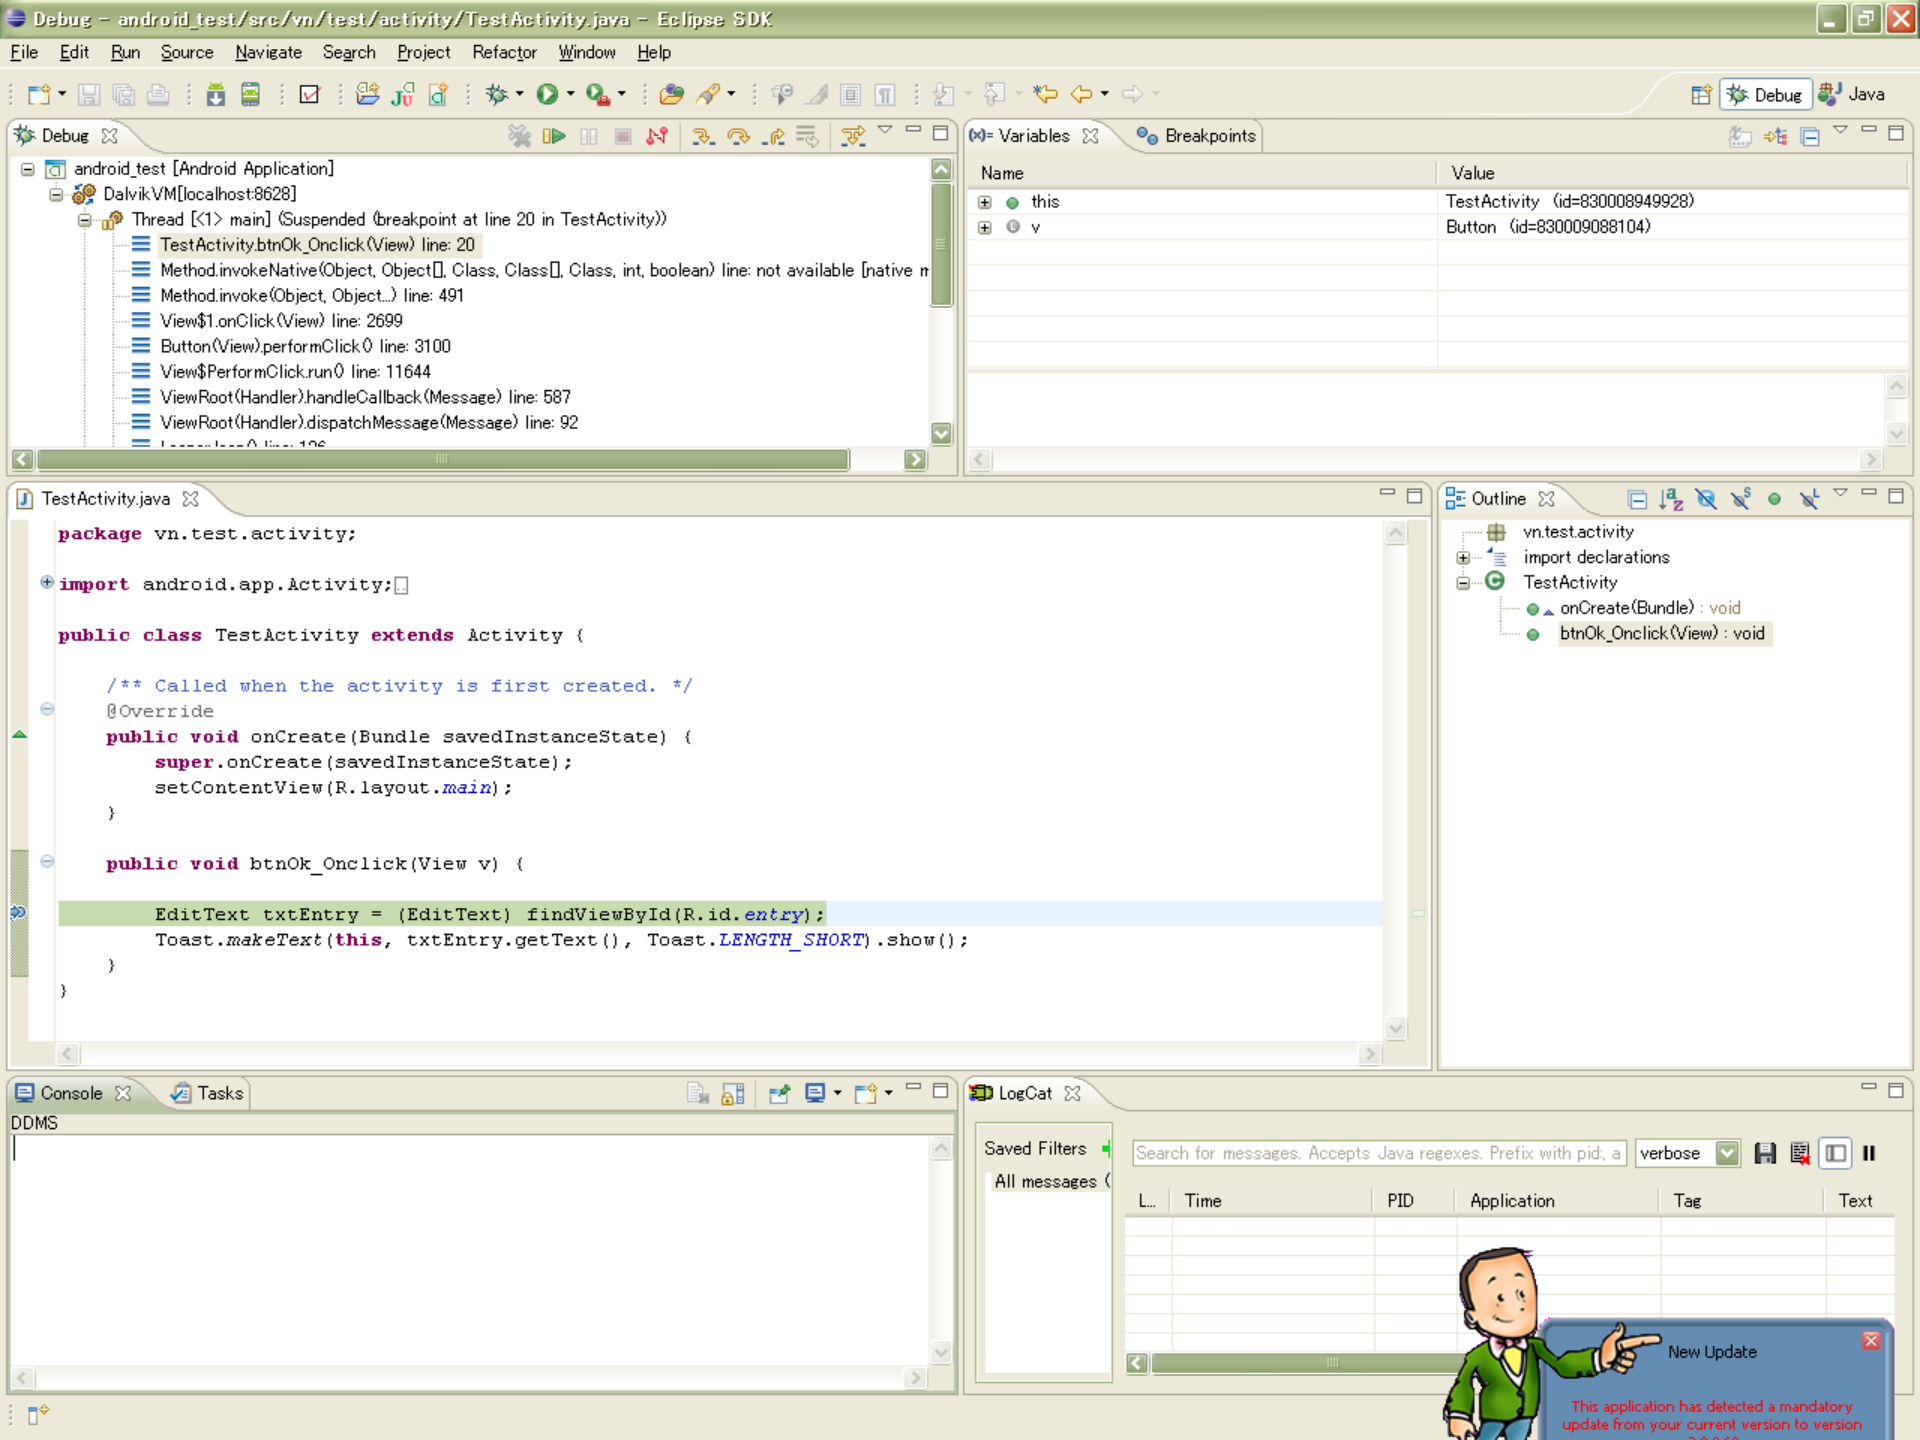 Debug - android_test/src/vn/test/activity/TestActivity.java - Eclipse SDK
File Edit Run Source Navigate Search Project Refactor Window Help
Debug Java
Debug
android_test [Android Application]
DalvikVM[localhost:8628]
Thread [<1> main] (Suspended (breakpoint at line 20 in TestActivity))
TestActivity.btnOk_Onclick(View) line: 20
Method.invokeNative(Object, Object[], Class, Class[], Class, int, boolean) line: not available [native
Method.invoke(Object, Object...) line: 491
View$1.onClick(View) line: 2699
Button(View).performClick() line: 3100
View$PerformClick.run() line: 11644
ViewRoot(Handler).handleCallback(Message) line: 587
ViewRoot(Handler).dispatchMessage(Message) line: 92
(x)= Variables Breakpoints
Name Value
this TestActivity (id=830008949928)
v Button (id=830009088104)
TestActivity.java
package vn.test.activity;
import android.app.Activity;
public class TestActivity extends Activity {
/** Called when the activity is first created. */
@Override
public void onCreate(Bundle savedInstanceState) {
super.onCreate(savedInstanceState);
setContentView(R.layout.main);
}
public void btnOk_Onclick(View v) {
EditText txtEntry = (EditText) findViewById(R.id.entry);
Toast.makeText(this, txtEntry.getText(), Toast.LENGTH_SHORT).show();
}
}
Outline
vn.test.activity
import declarations
TestActivity
onCreate(Bundle) : void
btnOk_Onclick(View) : void
Console Tasks
DDMS
LogCat
Saved Filters
All messages (
Search for messages. Accepts Java regexes. Prefix with pid:, a
verbose
L... Time PID Application Tag Text
New Update
This application has detected a mandatory
update from your current version to version